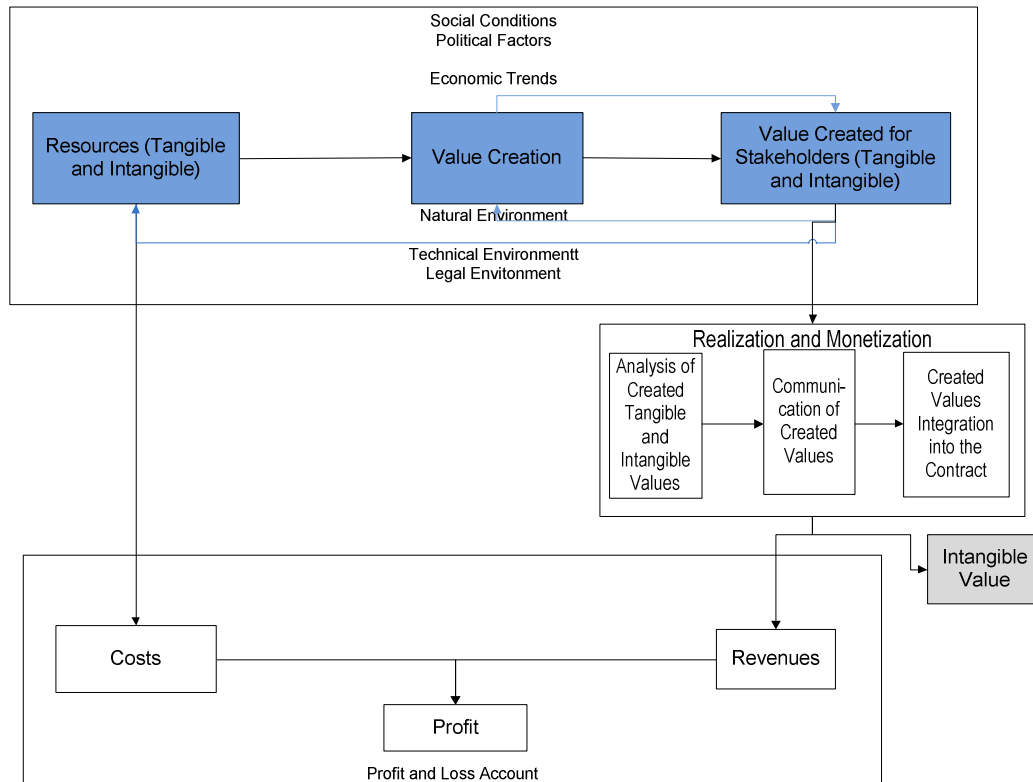 Social Conditions
Political Factors
Economic Trends
Resources (Tangible
and Intangible)
Value Creation
Value Created for
Stakeholders (Tangible
and Intangible)
Natural Environment
Technical Environmentt
Legal Envitonment
Realization and Monetization
Analysis of
Created
Tangible
and
Intangible
Values
Communi-
cation of
Created
Values
Created
Values
Integration
into the
Contract
Intangible
Value
Costs
Revenues
Profit
Profit and Loss Account